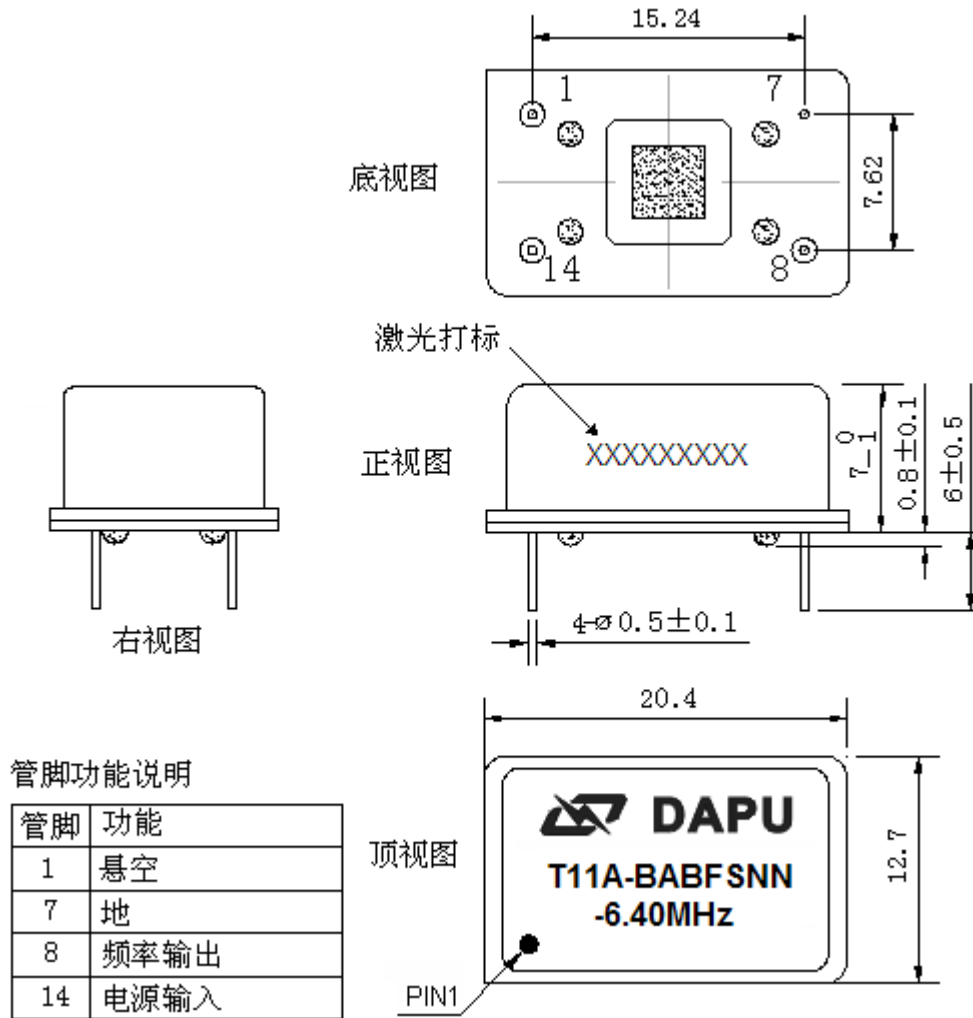 15.24
1
7
底视图
7.62
14
8
激光打标
正视图
XXXXXXXXX
7 0 -1
0.8±0.1
6±0.5
右视图
4-⌀0.5±0.1
20.4
管脚功能说明
管脚 功能
1 悬空
7 地
8 频率输出
14 电源输入
顶视图
DAPU
T11A-BABFSNN
-6.40MHz
12.7
PIN1